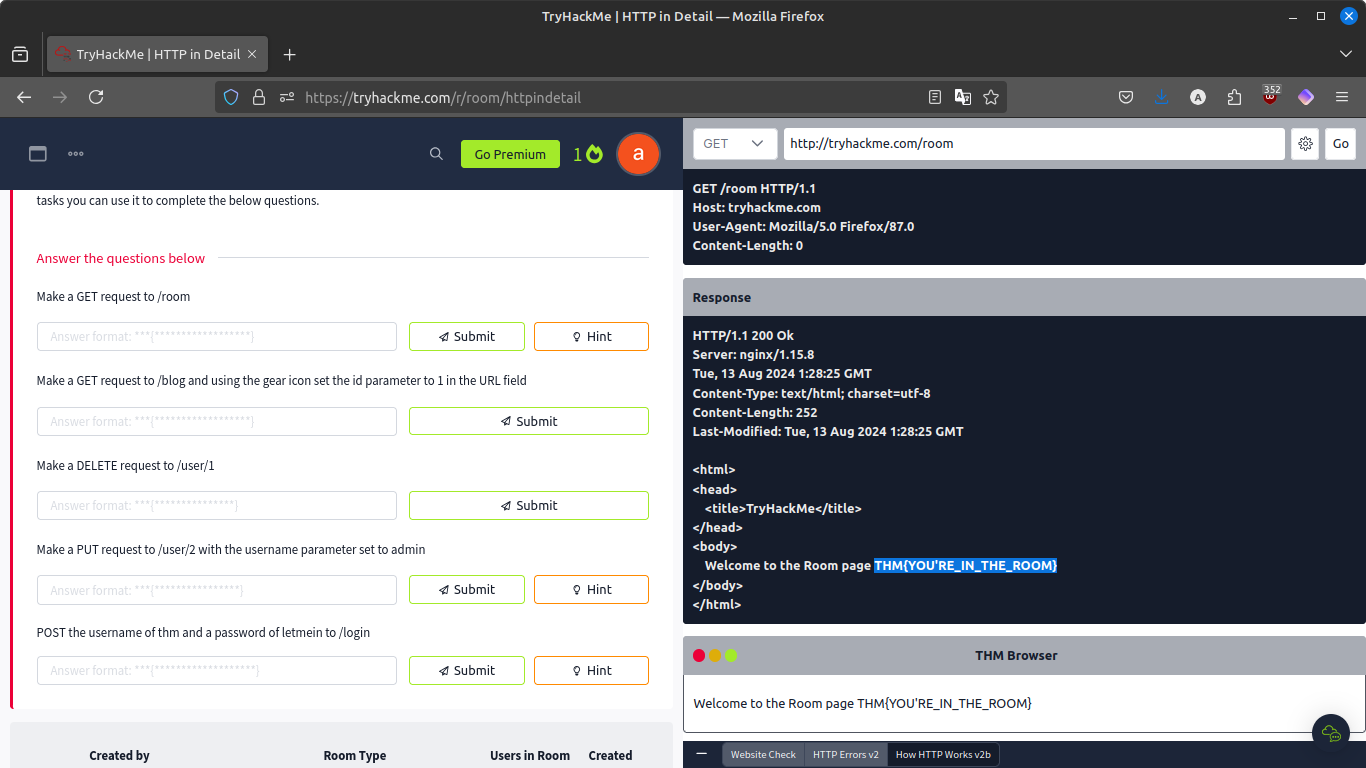 TryHackMe | HTTP in Detail — Mozilla Firefox
TryHackMe | HTTP in Detail
https://tryhackme.com/r/room/httpindetail
A
352
Go Premium
1
a
tasks you can use it to complete the below questions.
Answer the questions below
Make a GET request to /room
Answer format: ***{******************}
Submit
Hint
Make a GET request to /blog and using the gear icon set the id parameter to 1 in the URL field
Answer format: ***{******************}
Submit
Make a DELETE request to /user/1
Answer format: ***{***************}
Submit
Make a PUT request to /user/2 with the username parameter set to admin
Answer format: ***{****************}
Submit
Hint
POST the username of thm and a password of letmein to /login
Answer format: ***{*******************}
Submit
Hint
Created by
Room Type
Users in Room
Created
GET
http://tryhackme.com/room
Go
GET /room HTTP/1.1
Host: tryhackme.com
User-Agent: Mozilla/5.0 Firefox/87.0
Content-Length: 0
Response
HTTP/1.1 200 Ok
Server: nginx/1.15.8
Tue, 13 Aug 2024 1:28:25 GMT
Content-Type: text/html; charset=utf-8
Content-Length: 252
Last-Modified: Tue, 13 Aug 2024 1:28:25 GMT
<html>
<head>
<title>TryHackMe</title>
</head>
<body>
Welcome to the Room page THM{YOU'RE_IN_THE_ROOM}
</body>
</html>
THM Browser
Welcome to the Room page THM{YOU'RE_IN_THE_ROOM}
Website Check
HTTP Errors v2
How HTTP Works v2b